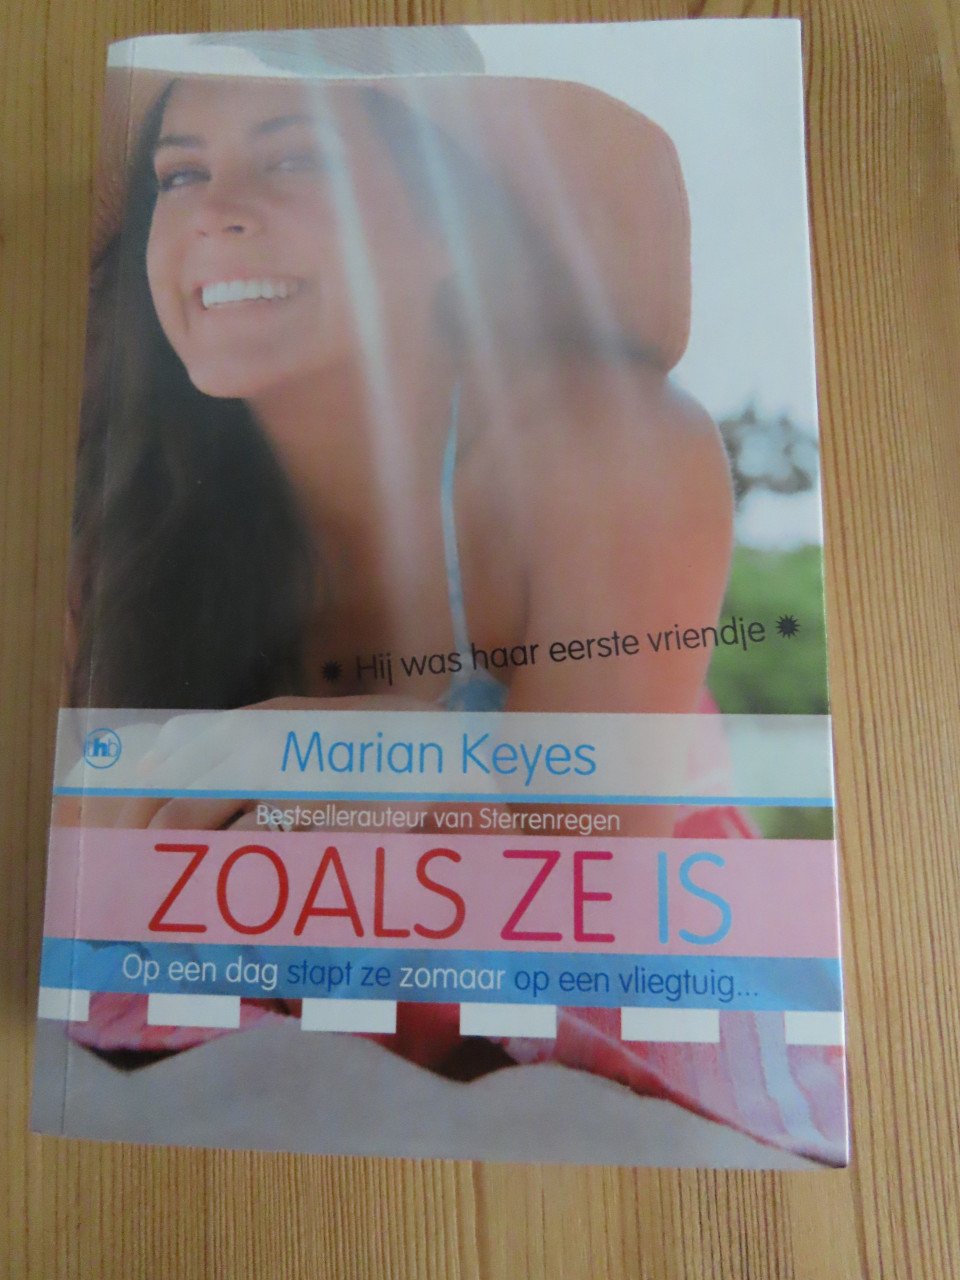 Hij was haar eerste vriendje
thb
Marian Keyes
Bestsellerauteur van Sterrenregen
ZOALS ZE IS
Op een dag stapt ze zomaar op een vliegtuig...